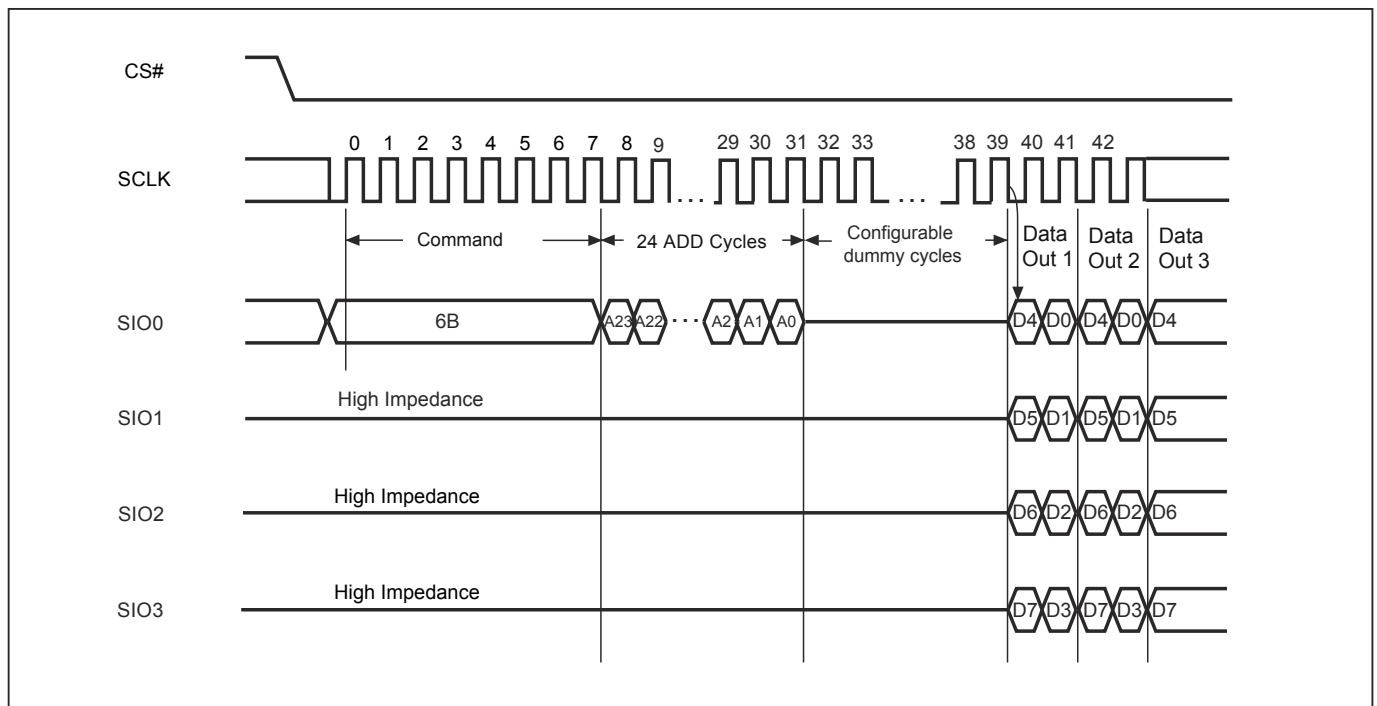 CS#
0 1 2 3 4 5 6 7 8 9 29 30 31 32 33 38 39 40 41 42
SCLK
Command 24 ADD Cycles Configurable dummy cycles Data Out 1 Data Out 2 Data Out 3
SIO0 6B A23 A22 A2 A1 A0 D4 D0 D4 D0 D4
High Impedance
SIO1 D5 D1 D5 D1 D5
High Impedance
SIO2 D6 D2 D6 D2 D6
High Impedance
SIO3 D7 D3 D7 D3 D7